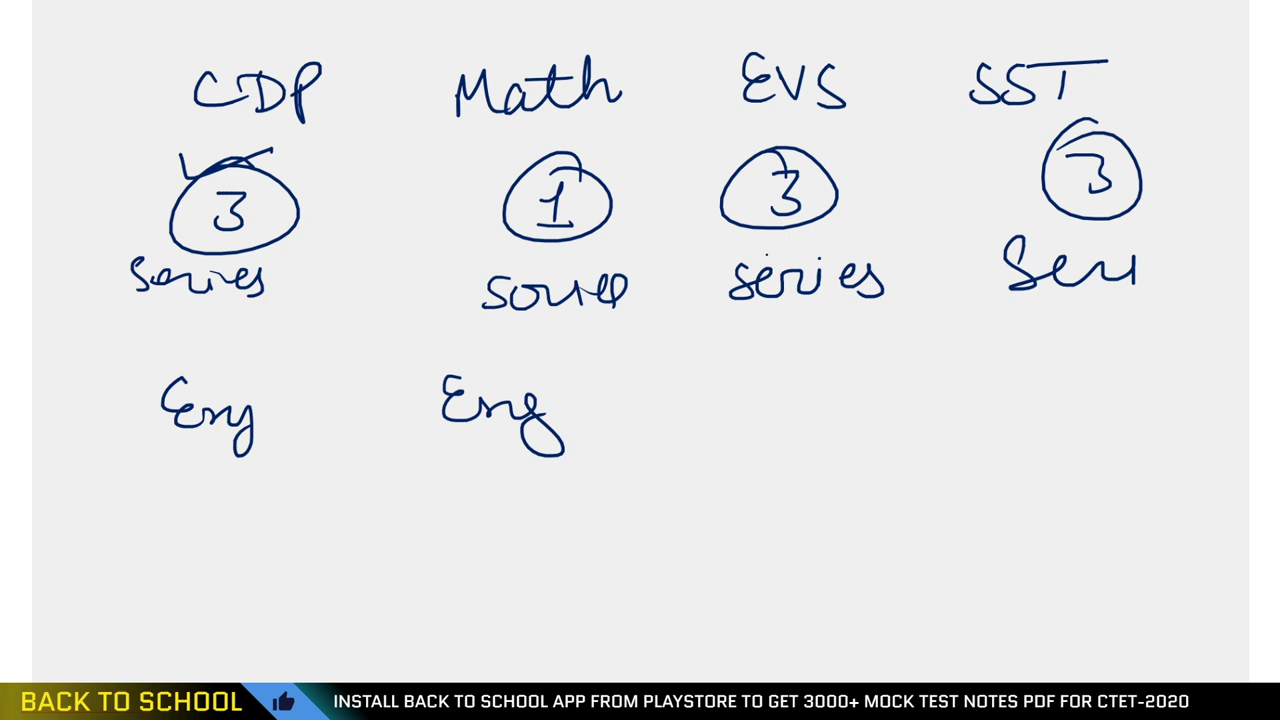 CDP Math EVS SST
3 1 3 3
Series series
Eng Eng
BACK TO SCHOOL INSTALL BACK TO SCHOOL APP FROM PLAYSTORE TO GET 3000+ MOCK TEST NOTES PDF FOR CTET-2020